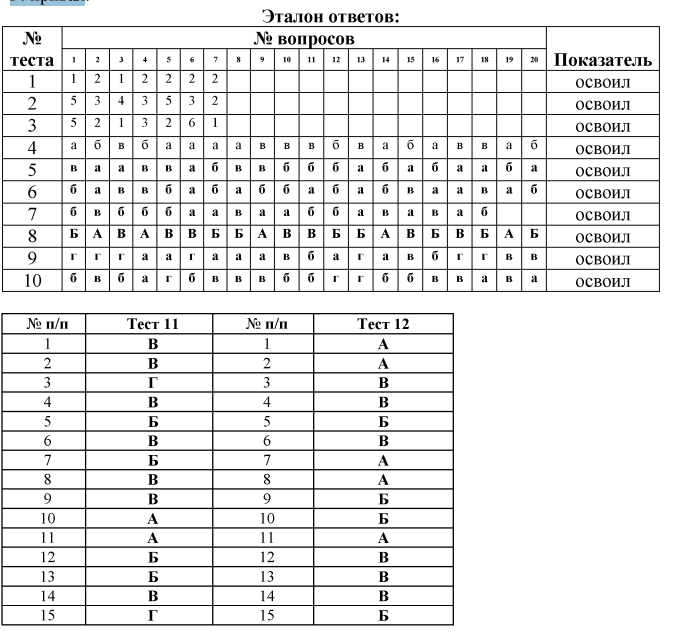 Эталон ответов:
№ теста № вопросов Показатель
1 2 3 4 5 6 7 8 9 10 11 12 13 14 15 16 17 18 19 20
1 1 2 1 2 2 2 2 освоил
2 5 3 4 3 5 3 2 освоил
3 5 2 1 3 2 6 1 освоил
4 а б в б а а а а в в в б в а б а в в а б освоил
5 в а а в в а б в в б б б а б а б а а б а освоил
6 б а в в б а б а б б а б а б в а а в а б освоил
7 б в б б б а а в а а б б а в а в а б освоил
8 Б А В А В В Б Б А В В Б Б А В Б В Б А Б освоил
9 г г г а а г а а а в б а г а в б г г в в освоил
10 б в б а г б в в в б б г г б б в в а в а освоил
№ п/п Тест 11 № п/п Тест 12
1 В 1 А
2 В 2 А
3 Г 3 В
4 В 4 В
5 Б 5 Б
6 В 6 В
7 Б 7 А
8 В 8 А
9 В 9 Б
10 А 10 Б
11 А 11 А
12 Б 12 В
13 Б 13 В
14 В 14 В
15 Г 15 Б